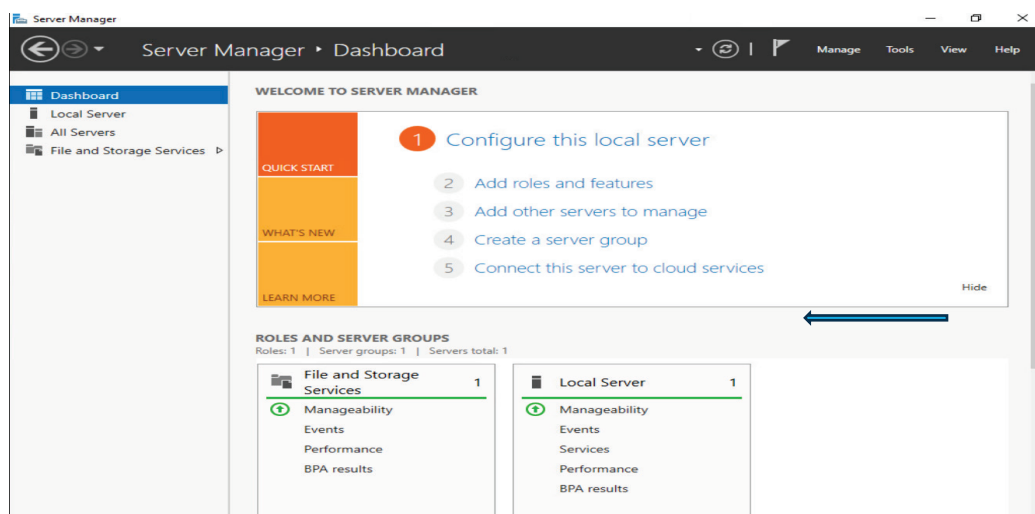 Server Manager
Server Manager ‣ Dashboard
Manage Tools View Help
Dashboard
Local Server
All Servers
File and Storage Services
WELCOME TO SERVER MANAGER
QUICK START
WHAT'S NEW
LEARN MORE
1 Configure this local server
2 Add roles and features
3 Add other servers to manage
4 Create a server group
5 Connect this server to cloud services
Hide
ROLES AND SERVER GROUPS
Roles: 1 | Server groups: 1 | Servers total: 1
File and Storage
Services
1
Manageability
Events
Performance
BPA results
Local Server 1
Manageability
Events
Services
Performance
BPA results